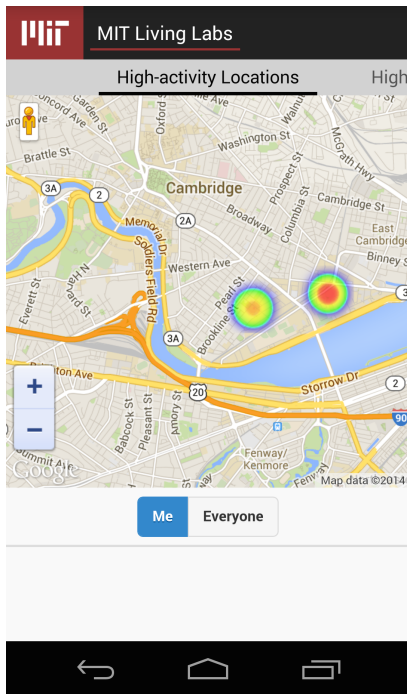 MIT MIT Living Labs
High-activity Locations High
Garden St
Concord Ave
Oxford St
Walnut
Washington St
McGrath Hwy
Brattle St
3A
2
Cambridge
Prospect St
Columbia St
Cambridge St
Memorial Dr
2A
Broadway
East
Cambridge
Soldiers Field Rd
Western Ave
Binney S
N Harvard St
Everett St
Pearl St
Brookline St
3
3A
20
Storrow Dr
2
90
Babcock St
Pleasant St
Amory St
Fenway/
Kenmore
Summit Ave
Google
Map data ©2014
+
−
Me Everyone